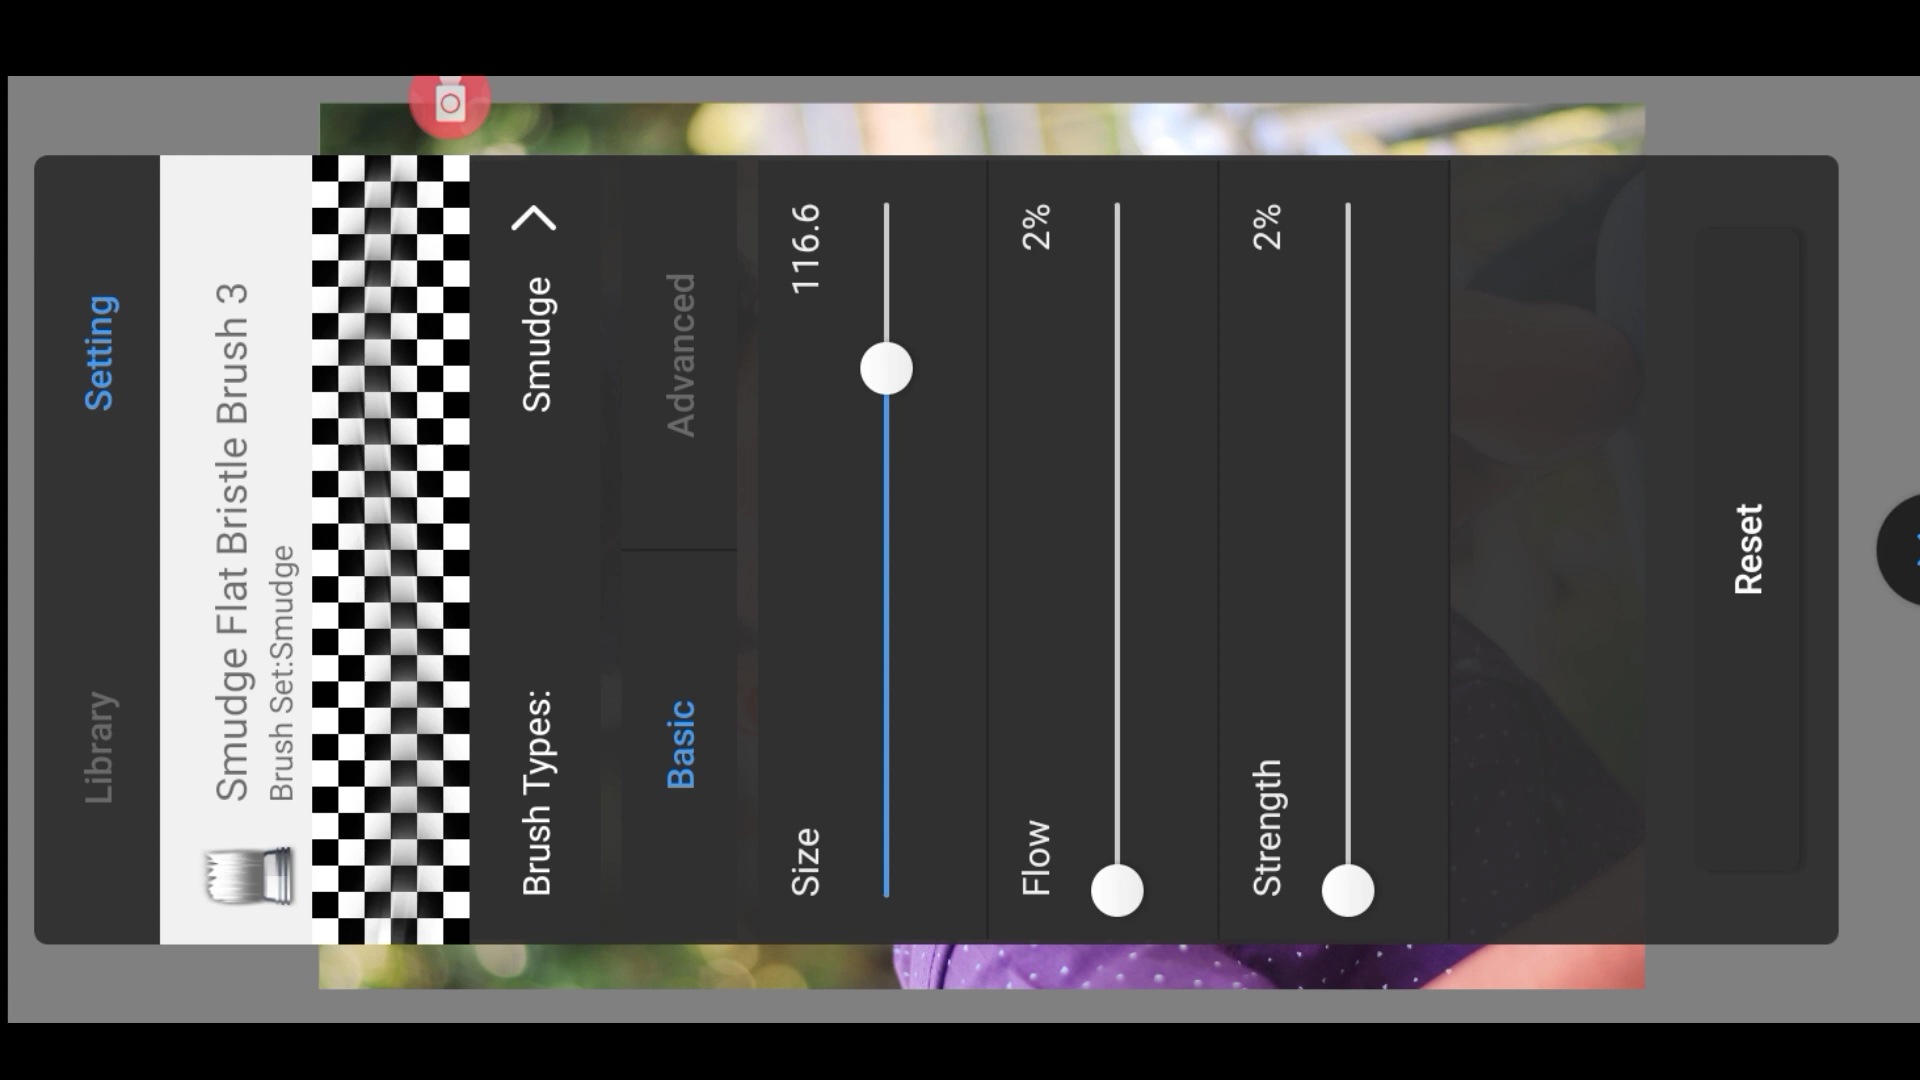 Library Setting
Smudge Flat Bristle Brush 3
Brush Set:Smudge
Brush Types: Smudge
Basic Advanced
Size 116.6
Flow 2%
Strength 2%
Reset